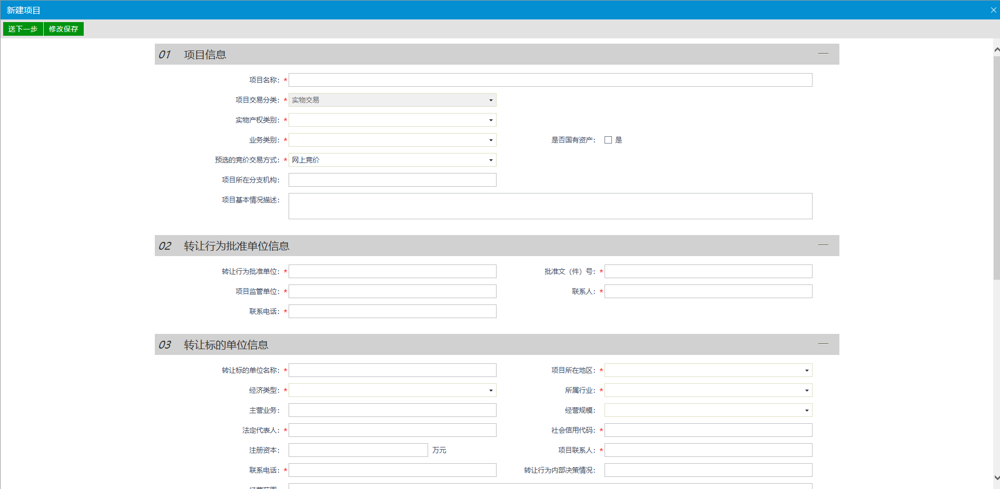 新建项目
送下一步 修改保存
01 项目信息
项目名称： *
项目交易分类： * 实物交易
实物产权类别： *
业务类别： * 是否国有资产： 是
预选的竞价交易方式： * 网上竞价
项目所在分支机构：
项目基本情况描述：
02 转让行为批准单位信息
转让行为批准单位： * 批准文（件）号： *
项目监管单位： * 联系人： *
联系电话： *
03 转让标的单位信息
转让标的单位名称： * 项目所在地区： *
经济类型： * 所属行业： *
主营业务： 经营规模：
法定代表人： * 社会信用代码： *
注册资本： 万元 项目联系人： *
联系电话： * 转让行为内部决策情况：